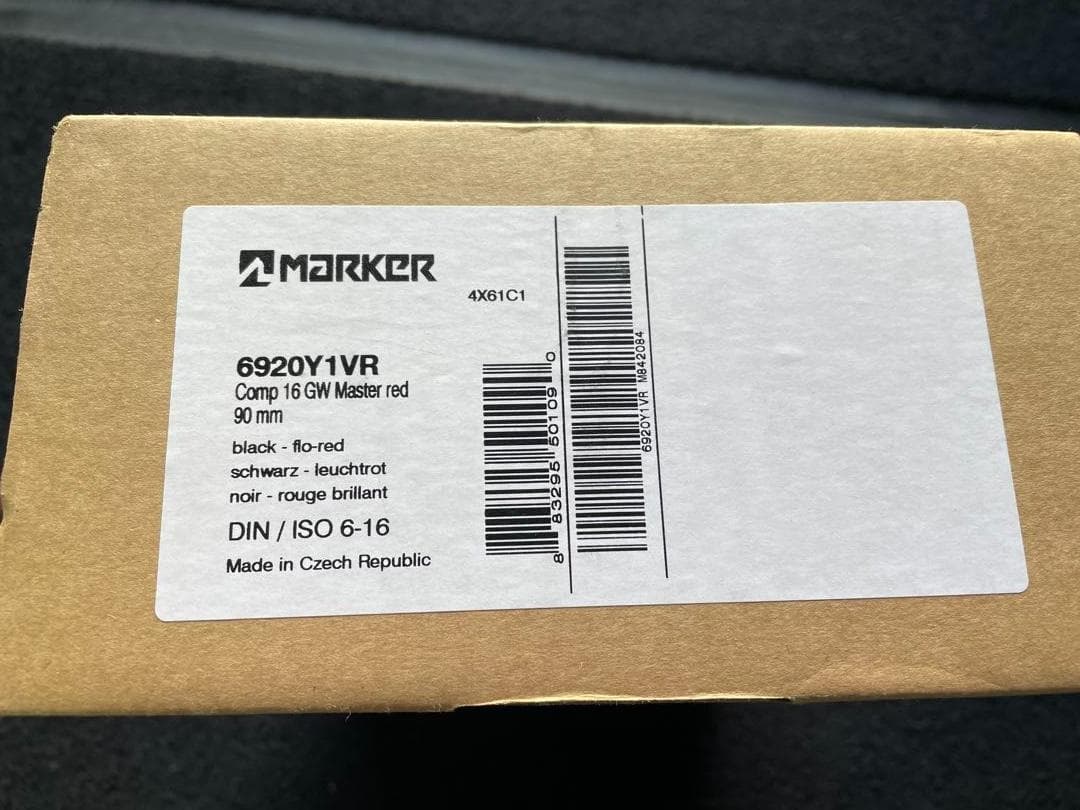 MARKER
4X61C1
6920Y1VR
Comp 16 GW Master red
90 mm
black - flo-red
schwarz - leuchtrot
noir - rouge brillant
DIN / ISO 6-16
Made in Czech Republic
8 83295 50109 0
6920Y1VR M842084